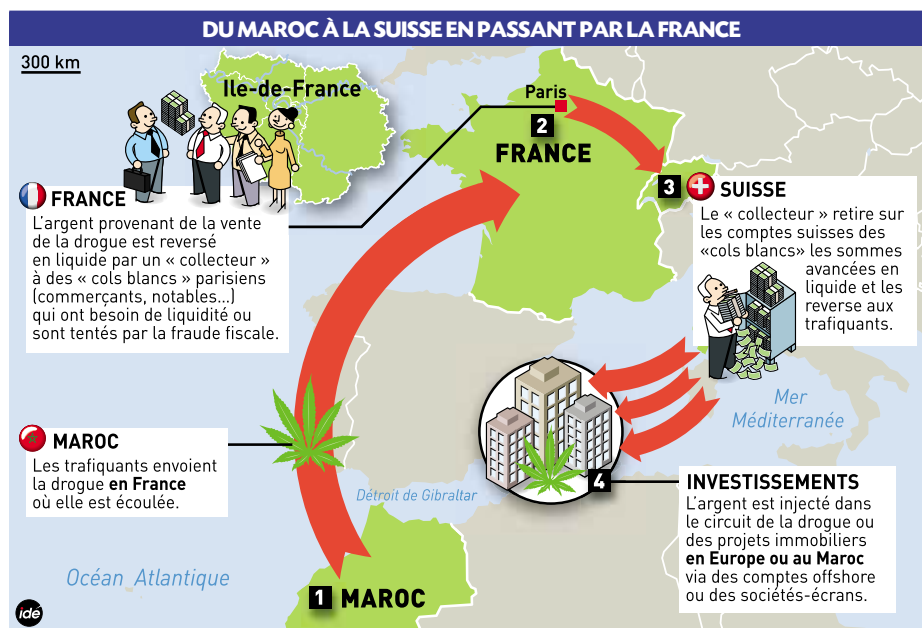 DU MAROC À LA SUISSE EN PASSANT PAR LA FRANCE
300 km
Ile-de-France
Paris
2
FRANCE
FRANCE
L'argent provenant de la vente
de la drogue est reversé
en liquide par un « collecteur »
à des « cols blancs » parisiens
(commerçants, notables...)
qui ont besoin de liquidité ou
sont tentés par la fraude fiscale.
3
SUISSE
Le « collecteur » retire sur
les comptes suisses des
«cols blancs» les sommes
avancées en
liquide et les
reverse aux
trafiquants.
Mer
Méditerranée
MAROC
Les trafiquants envoient
la drogue en France
où elle est écoulée.
Détroit de Gibraltar
4
INVESTISSEMENTS
L'argent est injecté dans
le circuit de la drogue ou
des projets immobiliers
en Europe ou au Maroc
via des comptes offshore
ou des sociétés-écrans.
Océan Atlantique
1 MAROC
idé